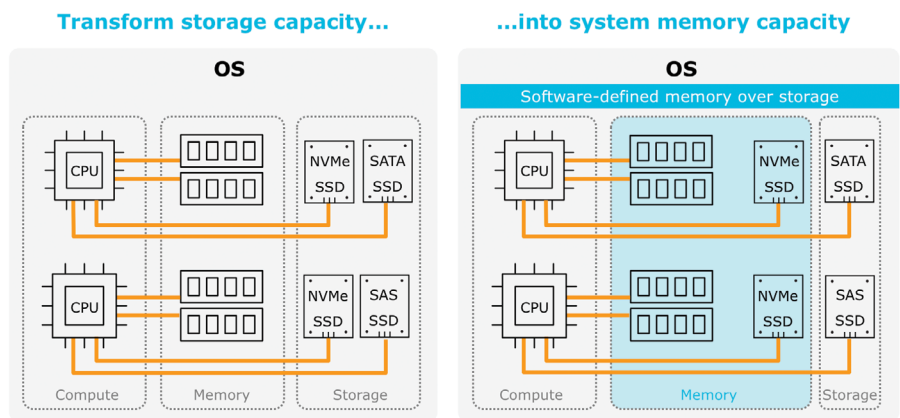 Transform storage capacity...
OS
CPU
NVMe
SSD
SATA
SSD
CPU
NVMe
SSD
SAS
SSD
Compute
Memory
Storage
...into system memory capacity
OS
Software-defined memory over storage
CPU
NVMe
SSD
SATA
SSD
CPU
NVMe
SSD
SAS
SSD
Compute
Memory
Storage